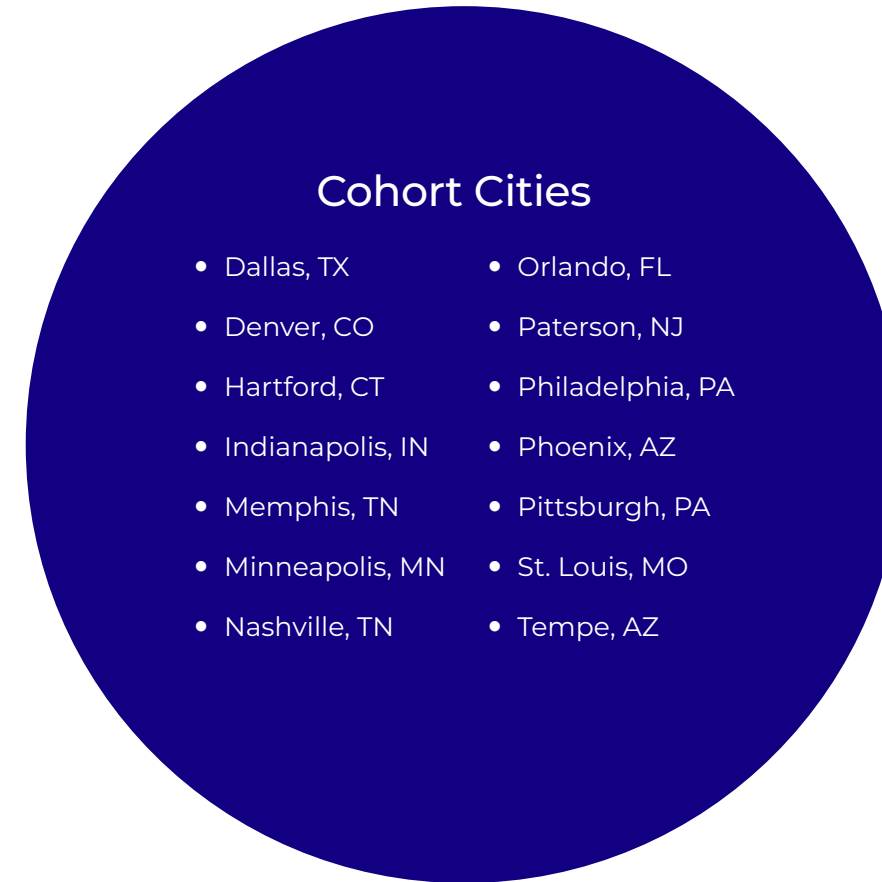 Cohort Cities
Dallas, TX
Denver, CO
Hartford, CT
Indianapolis, IN
Memphis, TN
Minneapolis, MN
Nashville, TN
Orlando, FL
Paterson, NJ
Philadelphia, PA
Phoenix, AZ
Pittsburgh, PA
St. Louis, MO
Tempe, AZ